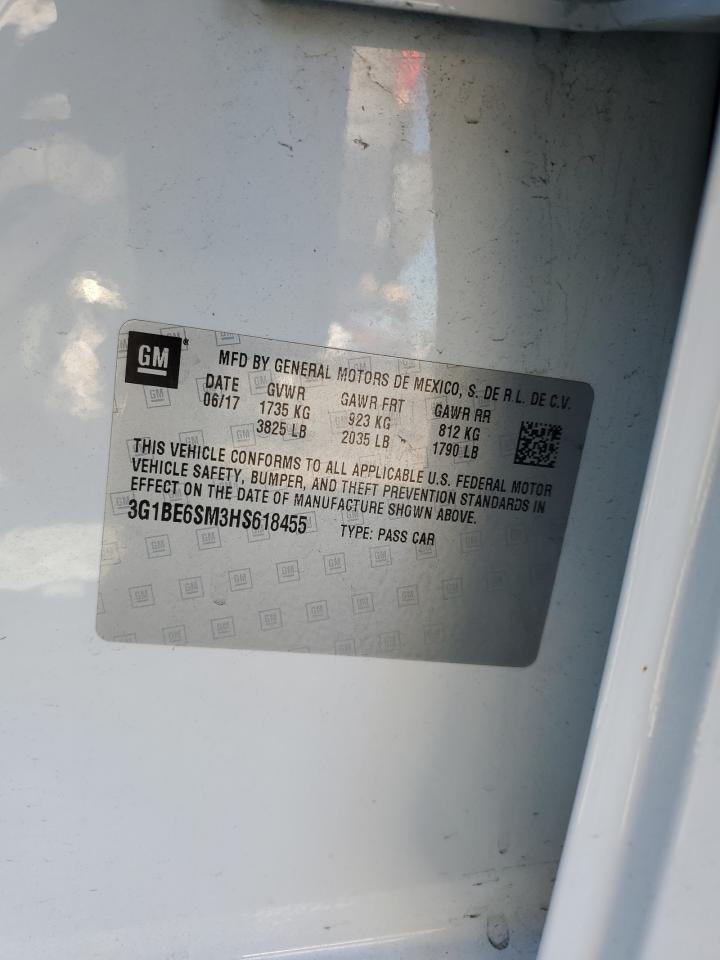 GM®
MFD BY GENERAL MOTORS DE MEXICO, S. DE R.L. DE C.V.
DATE GVWR GAWR FRT GAWR RR
06/17 1735 KG 923 KG 812 KG
3825 LB 2035 LB 1790 LB
THIS VEHICLE CONFORMS TO ALL APPLICABLE U.S. FEDERAL MOTOR
VEHICLE SAFETY, BUMPER, AND THEFT PREVENTION STANDARDS IN
EFFECT ON THE DATE OF MANUFACTURE SHOWN ABOVE.
3G1BE6SM3HS618455 TYPE: PASS CAR